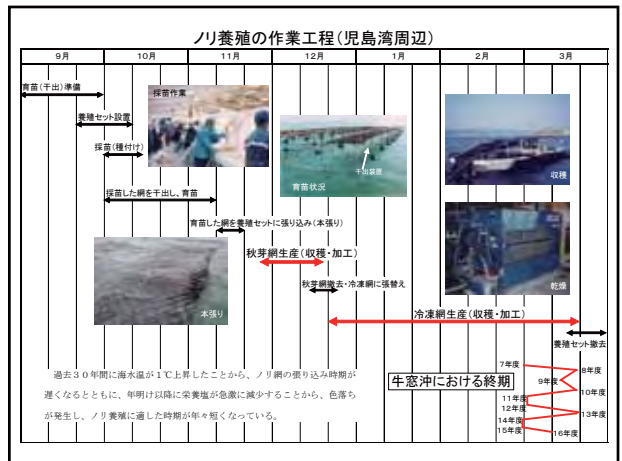 ノリ養殖の作業工程(児島湾周辺)
9月 10月 11月 12月 1月 2月 3月
育苗(干出)準備
養殖セット設置
採苗(種付け)
採苗作業
採苗した網を干出し、育苗
干出装置
育苗状況
収穫
育苗した網を養殖セットに張り込み(本張り)
本張り
秋芽網生産(収穫・加工)
秋芽網撤去・冷凍網に張替え
乾燥
冷凍網生産(収穫・加工)
養殖セット撤去
過去30年間に海水温が1℃上昇したことから、ノリ網の張り込み時期が
遅くなるとともに、年明け以降に栄養塩が急激に減少することから、色落ち
が発生し、ノリ養殖に適した時期が年々短くなっている。
牛窓沖における終期
7年度
8年度
9年度
10年度
11年度
12年度
13年度
14年度
15年度
16年度